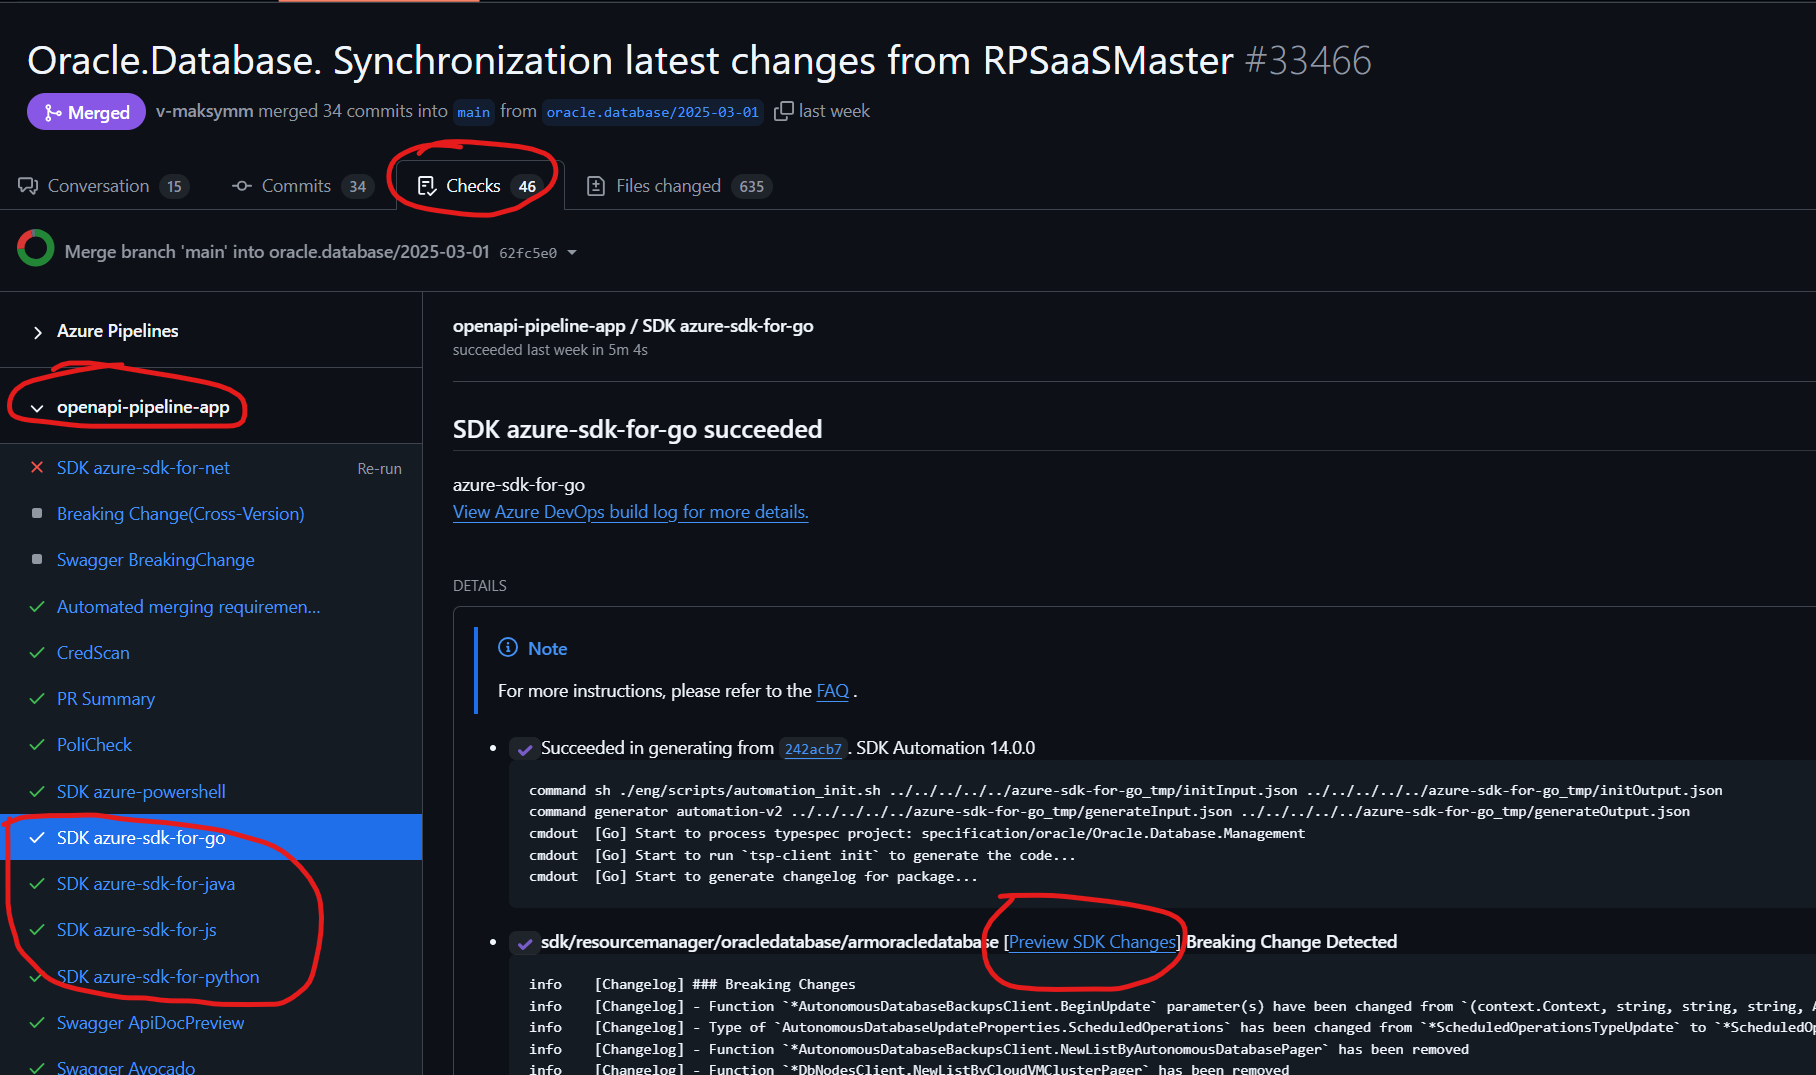 Oracle.Database. Synchronization latest changes from RPSaaSMaster #33466
Merged v-maksymm merged 34 commits into main from oracle.database/2025-03-01 last week
Conversation 15 Commits 34 Checks 46 Files changed 635
Merge branch 'main' into oracle.database/2025-03-01 62fc5e0
Azure Pipelines
openapi-pipeline-app
SDK azure-sdk-for-net Re-run
Breaking Change(Cross-Version)
Swagger BreakingChange
Automated merging requiremen...
CredScan
PR Summary
PoliCheck
SDK azure-powershell
SDK azure-sdk-for-go
SDK azure-sdk-for-java
SDK azure-sdk-for-js
SDK azure-sdk-for-python
Swagger ApiDocPreview
Swagger Avocado
openapi-pipeline-app / SDK azure-sdk-for-go
succeeded last week in 5m 4s
SDK azure-sdk-for-go succeeded
azure-sdk-for-go
View Azure DevOps build log for more details.
DETAILS
Note
For more instructions, please refer to the FAQ .
Succeeded in generating from 242acb7. SDK Automation 14.0.0
command sh ./eng/scripts/automation_init.sh ../../../../../azure-sdk-for-go_tmp/initInput.json ../../../../../azure-sdk-for-go_tmp/initOutput.json
command generator automation-v2 ../../../../../azure-sdk-for-go_tmp/generateInput.json ../../../../../azure-sdk-for-go_tmp/generateOutput.json
cmdout [Go] Start to process typespec project: specification/oracle/Oracle.Database.Management
cmdout [Go] Start to run `tsp-client init` to generate the code...
cmdout [Go] Start to generate changelog for package...
sdk/resourcemanager/oracledatabase/armoracledatabase [Preview SDK Changes] Breaking Change Detected
info [Changelog] ### Breaking Changes
info [Changelog] - Function `*AutonomousDatabaseBackupsClient.BeginUpdate` parameter(s) have been changed from `(context.Context, string, string, string,
info [Changelog] - Type of `AutonomousDatabaseUpdateProperties.ScheduledOperations` has been changed from `*ScheduledOperationsTypeUpdate` to `*ScheduledOp
info [Changelog] - Function `*AutonomousDatabaseBackupsClient.NewListByAutonomousDatabasePager` has been removed
info [Changelog] - Function `*DbNodesClient.NewListByCloudVMClusterPager` has been removed